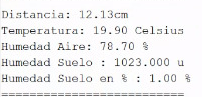 Distancia: 12.13cm
Temperatura: 19.90 Celsius
Humedad Aire: 78.70 %
Humedad Suelo : 1023.000 u
Humedad Suelo en % : 1.00 %
==========================